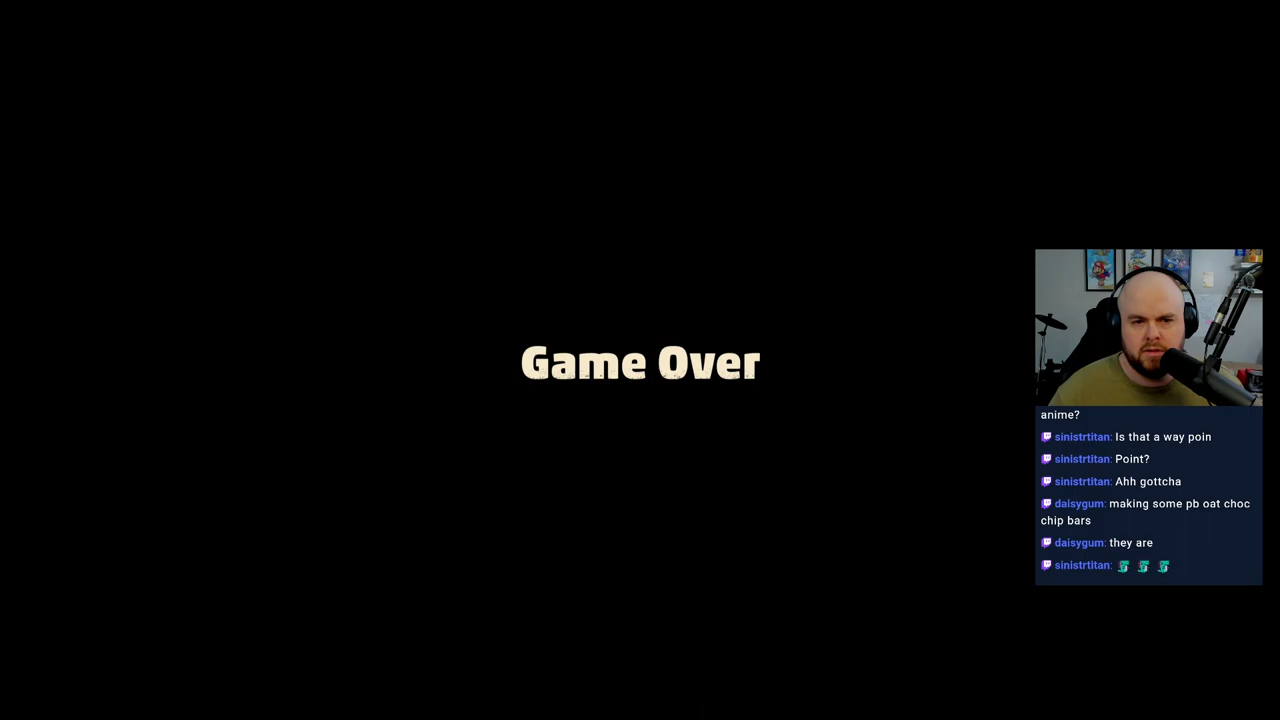 Game Over
anime?
sinistrtitan: Is that a way poin
sinistrtitan: Point?
sinistrtitan: Ahh gottcha
daisygum: making some pb oat choc
chip bars
daisygum: they are
sinistrtitan: